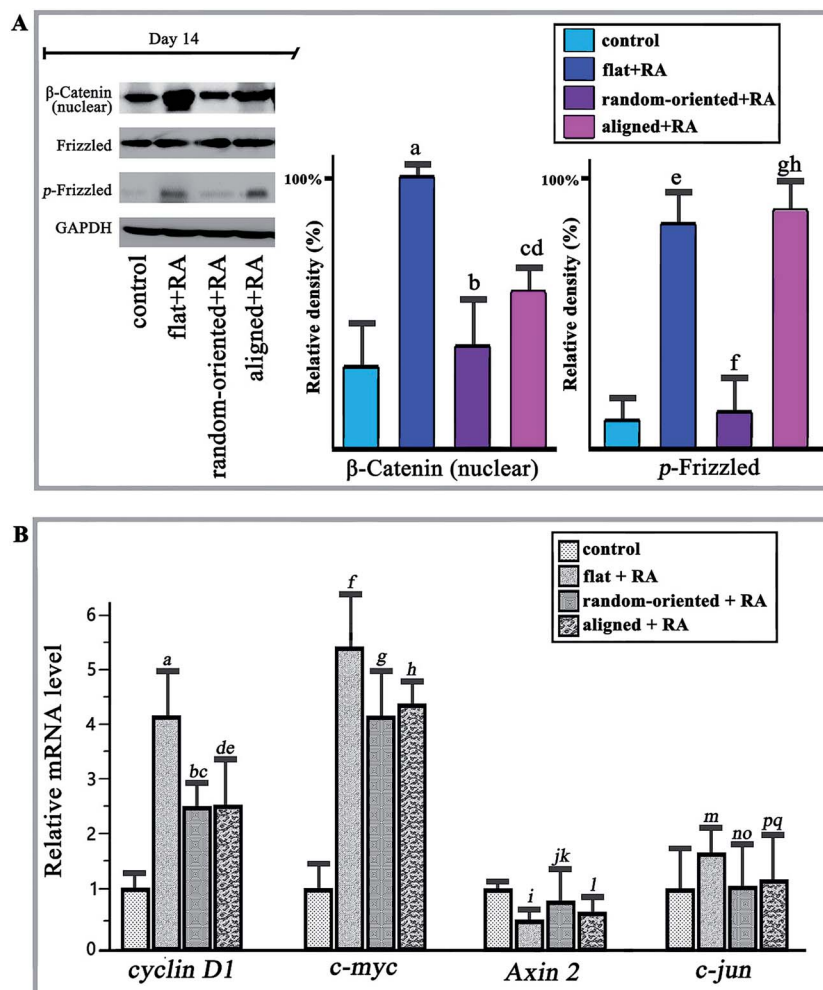 A
Day 14
β-Catenin
(nuclear)
Frizzled
p-Frizzled
GAPDH
control
flat+RA
random-oriented+RA
aligned+RA
control
flat+RA
random-oriented+RA
aligned+RA
Relative density (%)
100%
a
b
cd
β-Catenin (nuclear)
Relative density (%)
100%
e
f
gh
p-Frizzled
B
control
flat + RA
random-oriented + RA
aligned + RA
Relative mRNA level
6
5
4
3
2
1
0
a
bc
de
f
g
h
i
jk
l
m
no
pq
cyclin D1
c-myc
Axin 2
c-jun